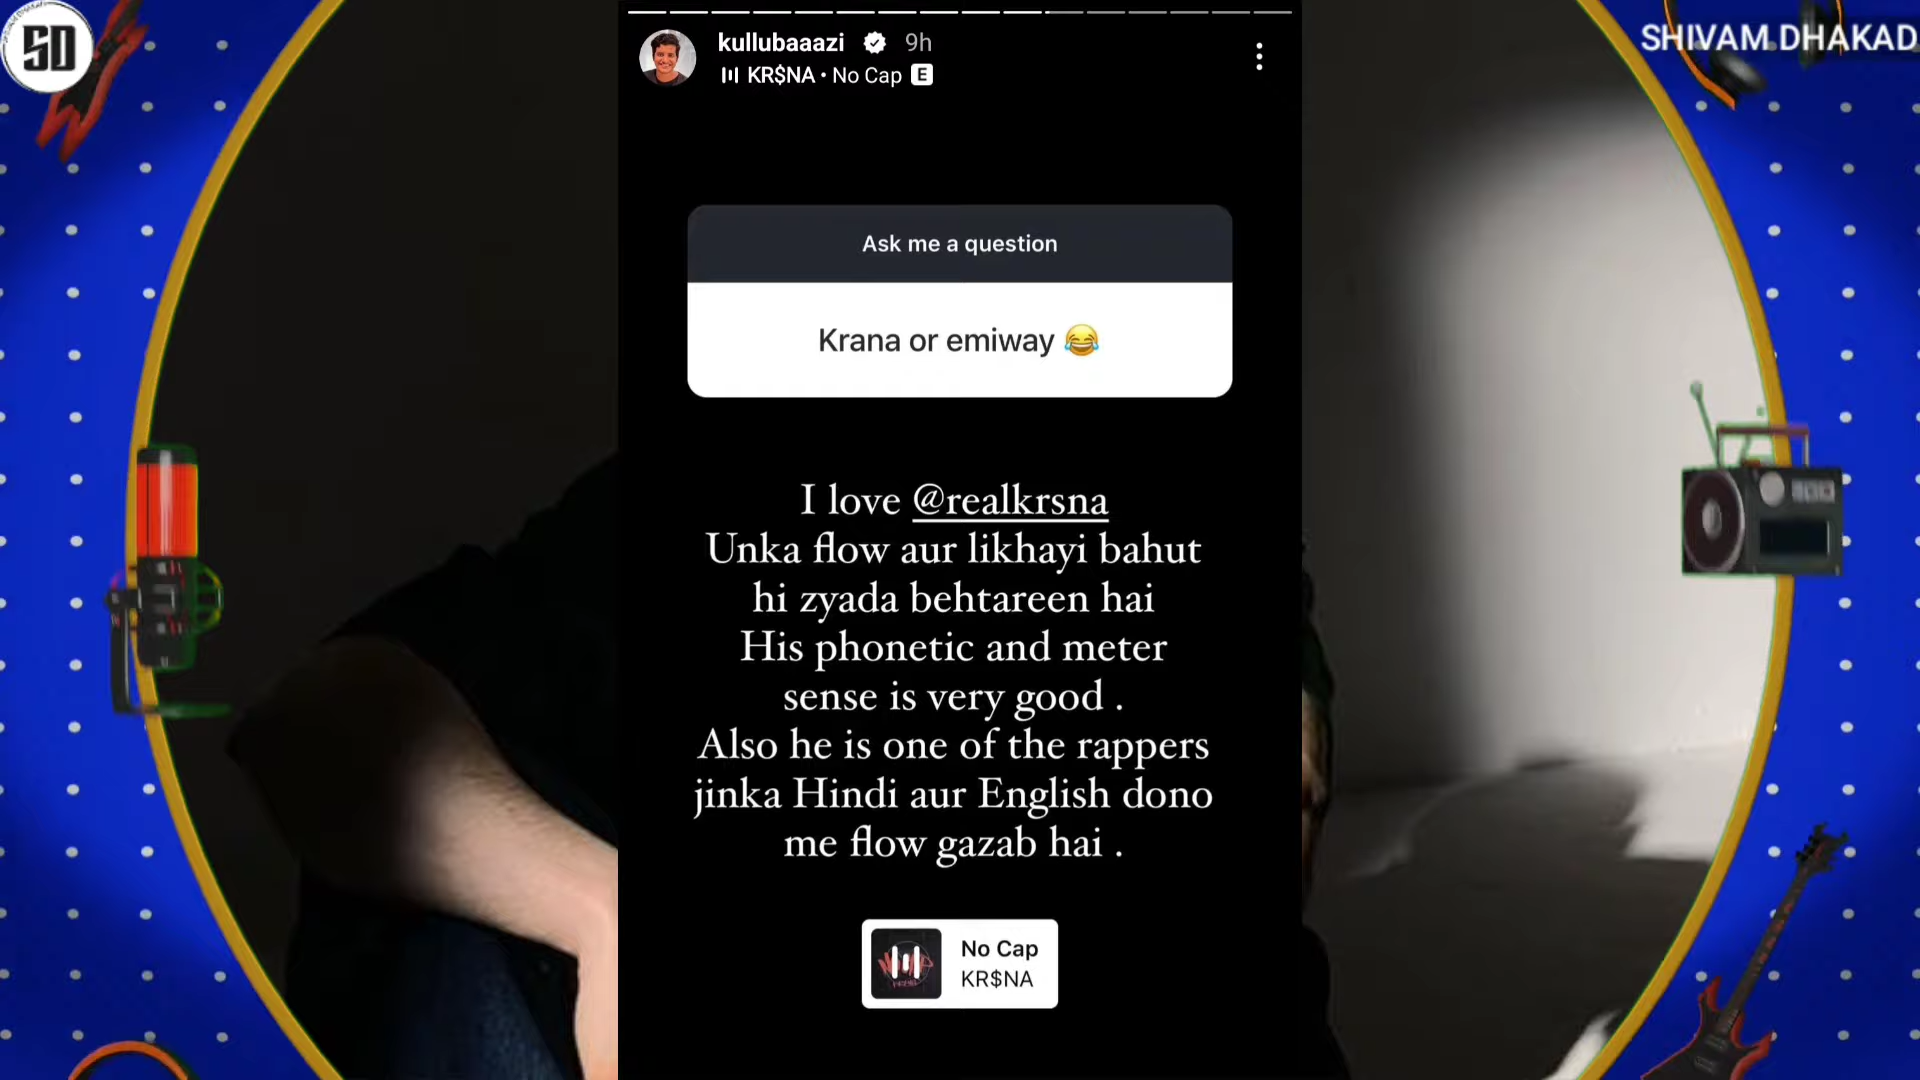 SD
SHIVAM DHAKAD
kullubaaazi 9h
KR$NA • No Cap E
Ask me a question
Krana or emiway 😂
I love @realkrsna
Unka flow aur likhayi bahut
hi zyada behtareen hai
His phonetic and meter
sense is very good .
Also he is one of the rappers
jinka Hindi aur English dono
me flow gazab hai .
No Cap
KR$NA